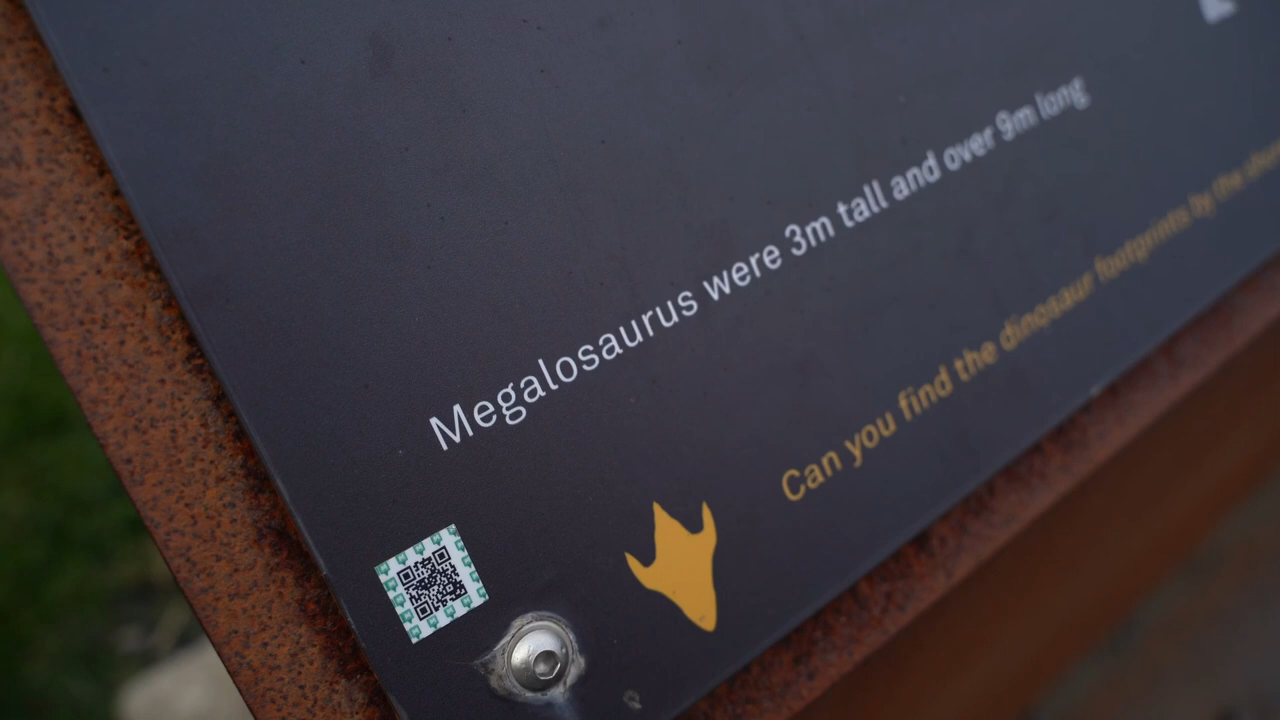 Megalosaurus were 3m tall and over 9m long
Can you find the dinosaur footprints by the